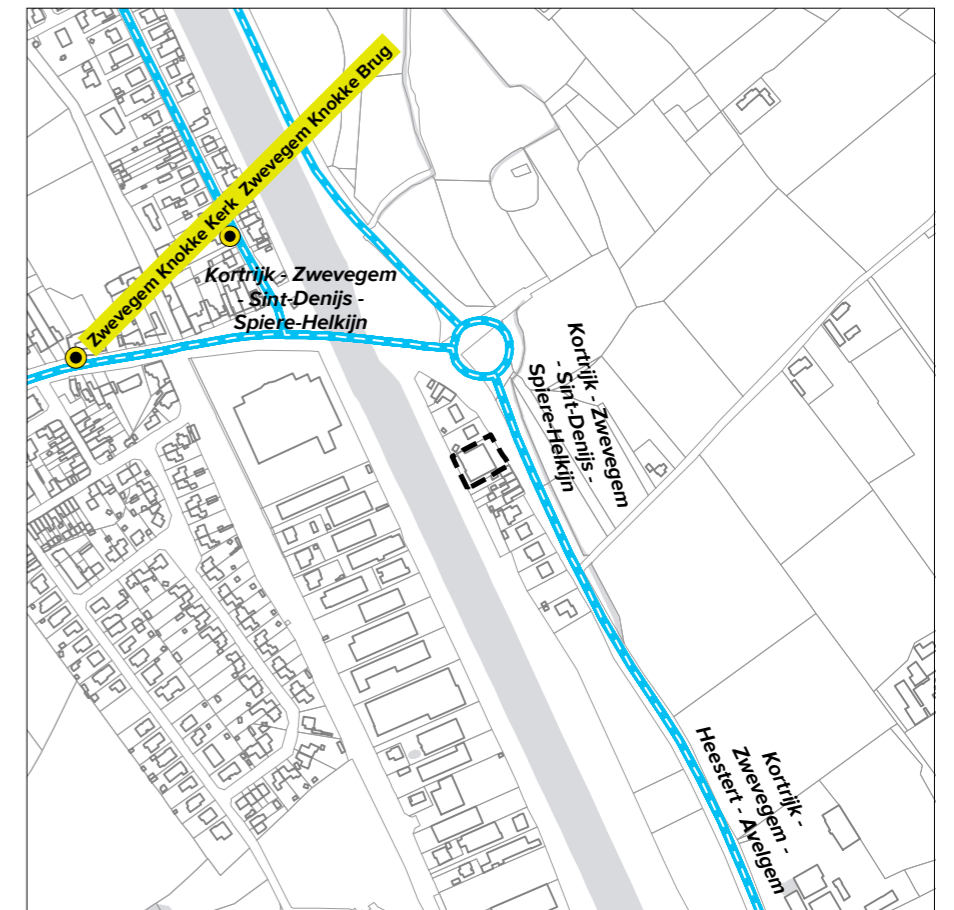 Zwevegem Knokke Kerk Zwevegem Knokke Brug
Kortrijk - Zwevegem
- Sint-Denijs -
Spiere-Helkijn
Kortrijk - Zwevegem
- Sint-Denijs -
Spiere-Helkijn
Kortrijk -
Zwevegem -
Heestert - Avelgem